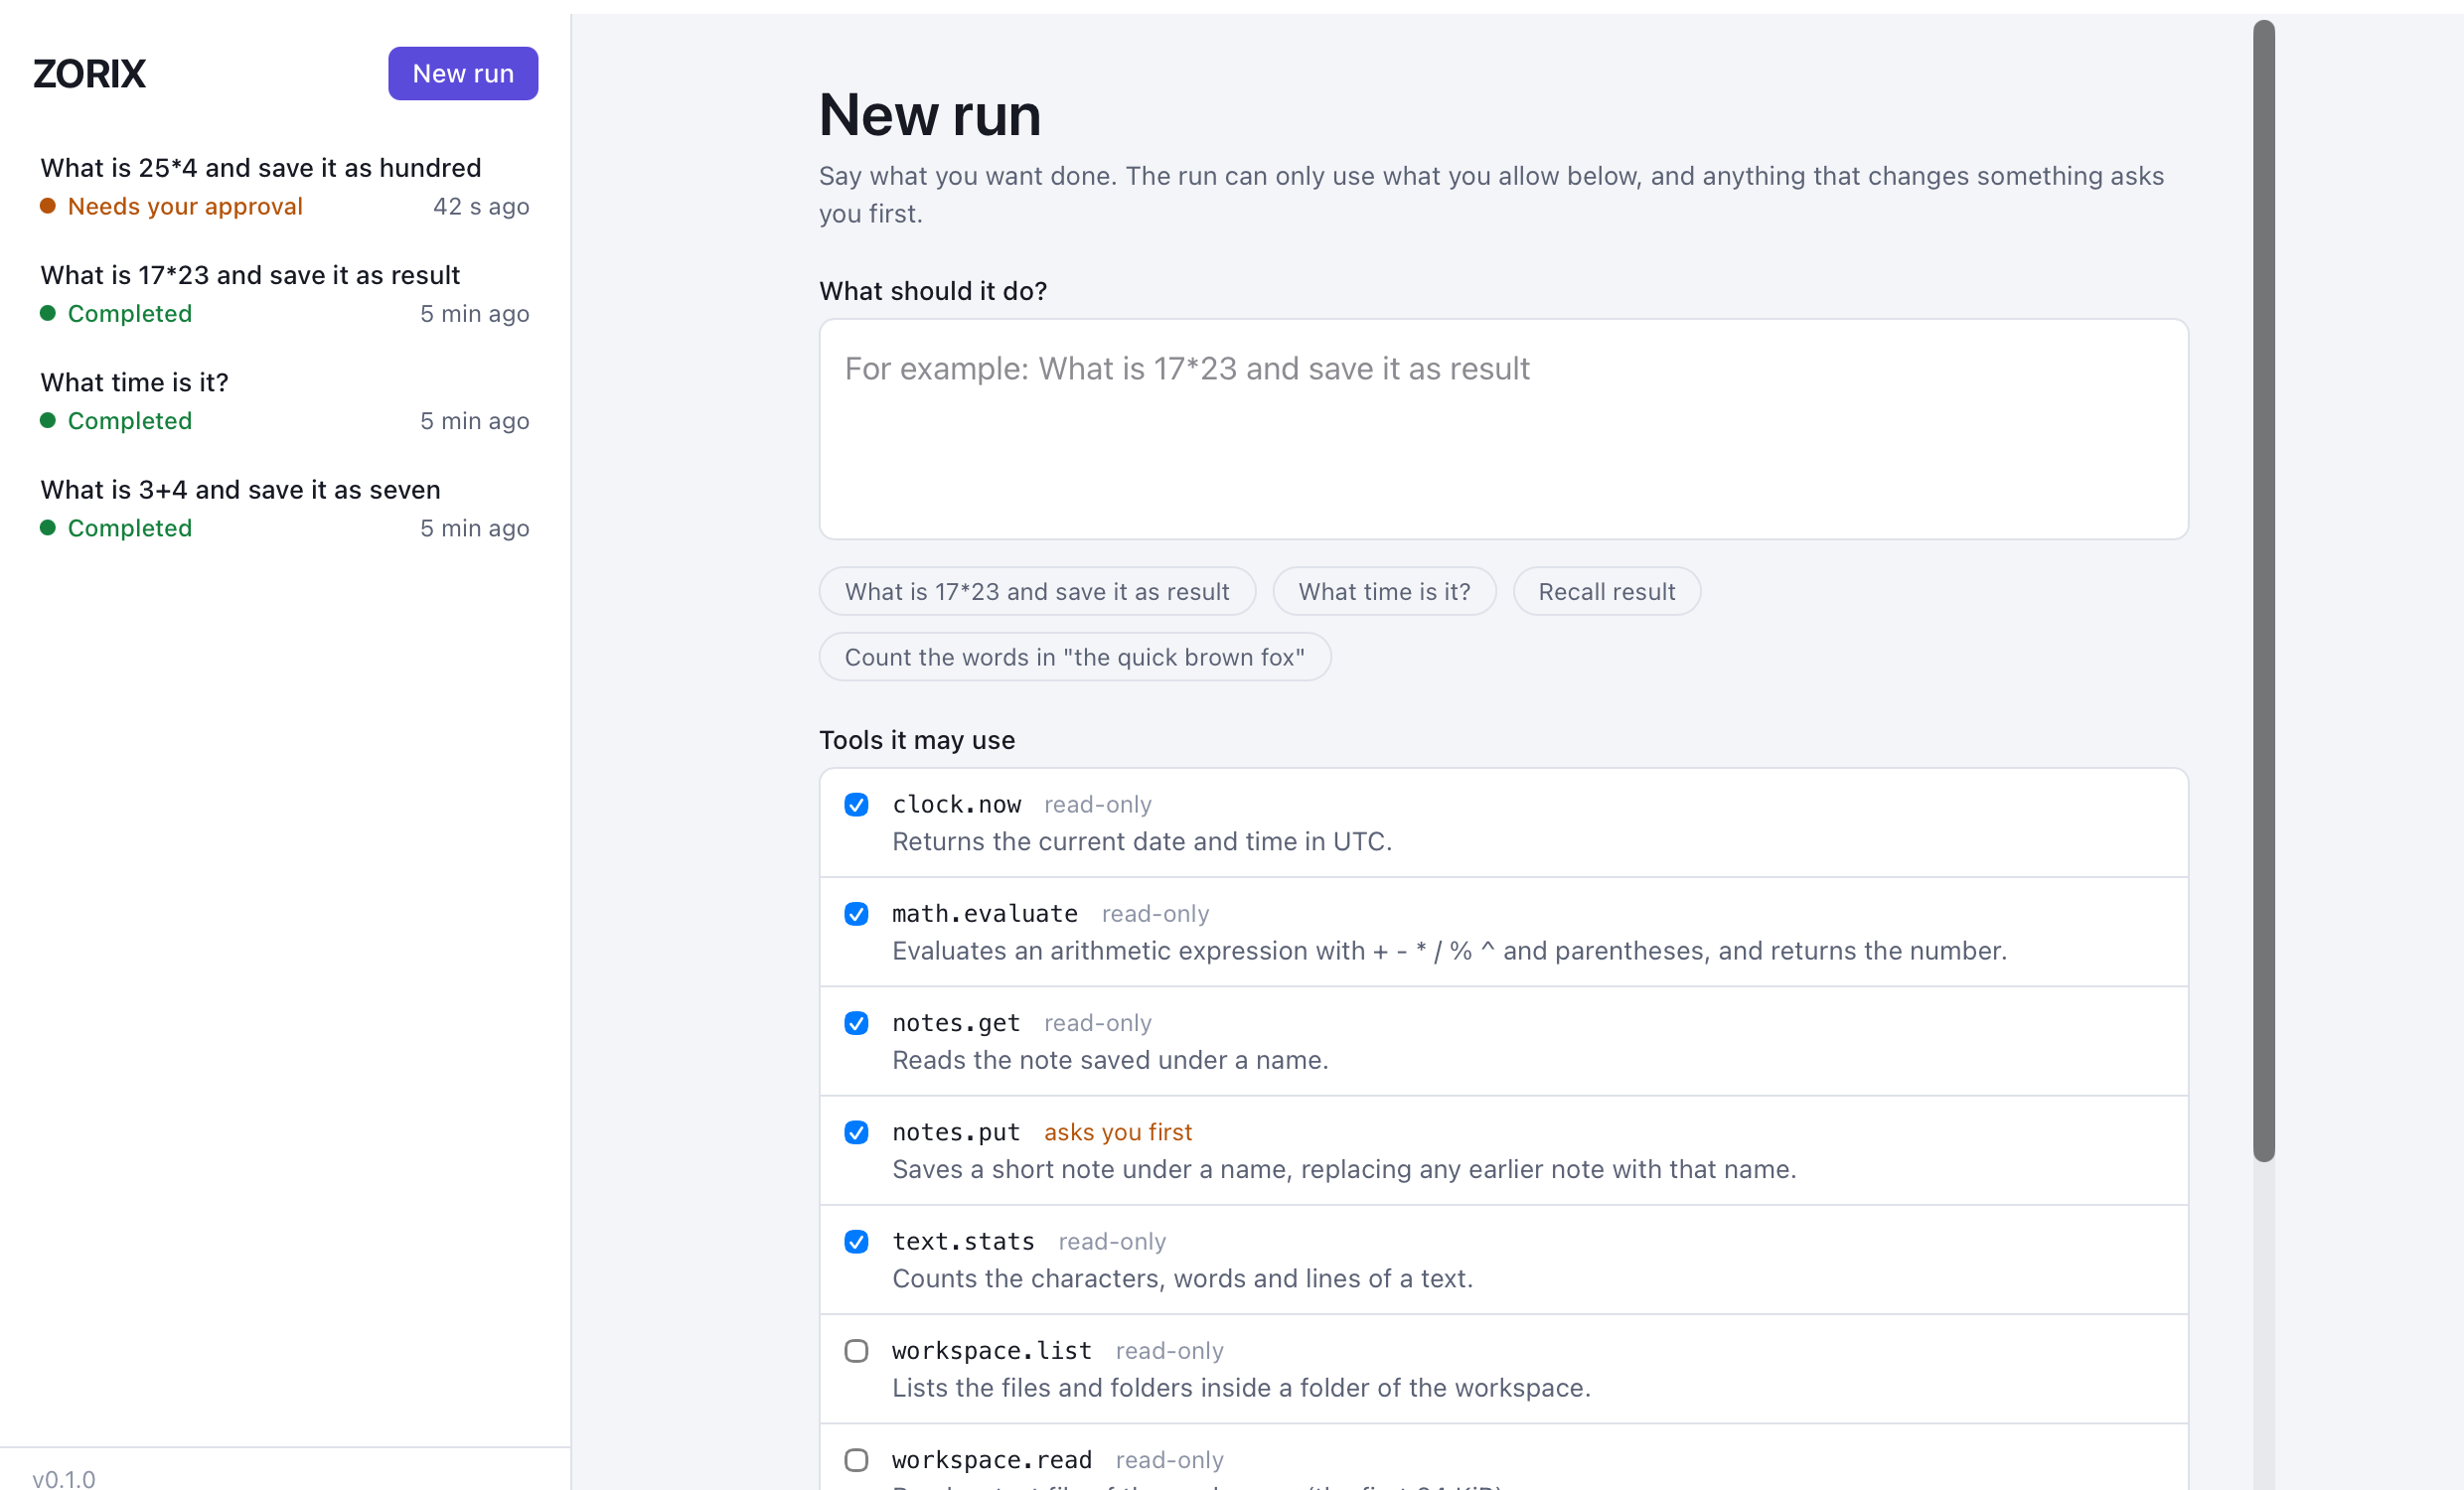 ZORIX
New run
What is 25*4 and save it as hundred
Needs your approval 42 s ago
What is 17*23 and save it as result
Completed 5 min ago
What time is it?
Completed 5 min ago
What is 3+4 and save it as seven
Completed 5 min ago
v0.1.0
New run
Say what you want done. The run can only use what you allow below, and anything that changes something asks
you first.
What should it do?
For example: What is 17*23 and save it as result
What is 17*23 and save it as result
What time is it?
Recall result
Count the words in "the quick brown fox"
Tools it may use
clock.now read-only
Returns the current date and time in UTC.
math.evaluate read-only
Evaluates an arithmetic expression with + - * / % ^ and parentheses, and returns the number.
notes.get read-only
Reads the note saved under a name.
notes.put asks you first
Saves a short note under a name, replacing any earlier note with that name.
text.stats read-only
Counts the characters, words and lines of a text.
workspace.list read-only
Lists the files and folders inside a folder of the workspace.
workspace.read read-only